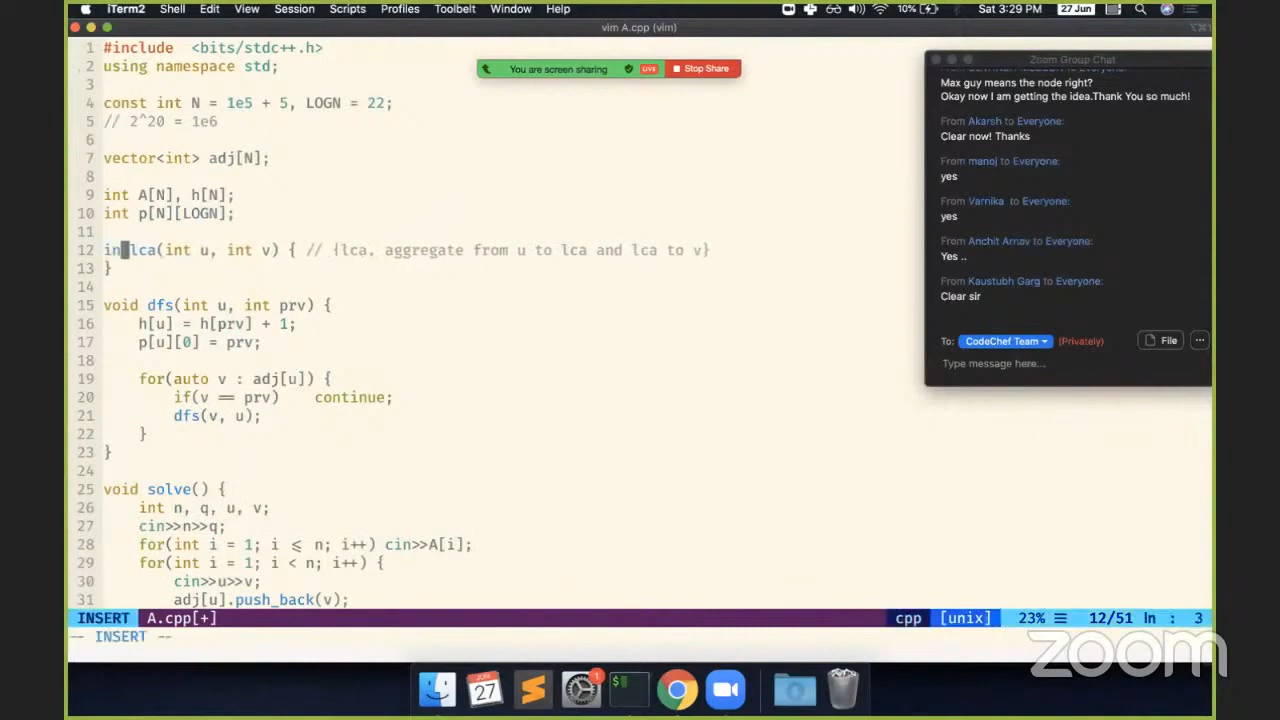 iTerm2 Shell Edit View Session Scripts Profiles Toolbelt Window Help 10% Sat 3:29 PM 27 Jun
vim A.cpp (vim)
You are screen sharing LIVE Stop Share
1 #include <bits/stdc++.h>
2 using namespace std;
3
4 const int N = 1e5 + 5, LOGN = 22;
5 // 2^20 = 1e6
6
7 vector<int> adj[N];
8
9 int A[N], h[N];
10 int p[N][LOGN];
11
12 in lca(int u, int v) { // {lca, aggregate from u to lca and lca to v}
13 }
14
15 void dfs(int u, int prv) {
16 h[u] = h[prv] + 1;
17 p[u][0] = prv;
18
19 for(auto v : adj[u]) {
20 if(v == prv) continue;
21 dfs(v, u);
22 }
23 }
24
25 void solve() {
26 int n, q, u, v;
27 cin>>n>>q;
28 for(int i = 1; i ⩽ n; i++) cin>>A[i];
29 for(int i = 1; i < n; i++) {
30 cin>>u>>v;
31 adj[u].push_back(v);
INSERT A.cpp[+] cpp [unix] 23% ☰ 12/51 ln : 3
-- INSERT --
Zoom Group Chat
to Everyone:
Max guy means the node right?
Okay now I am getting the idea.Thank You so much!
From Akarsh to Everyone:
Clear now! Thanks
From manoj to Everyone:
yes
From Varnika to Everyone:
yes
From Anchit Arnav to Everyone:
Yes ..
From Kaustubh Garg to Everyone:
Clear sir
To: CodeChef Team (Privately) File ...
Type message here...
JUN
27
1
$
zoom